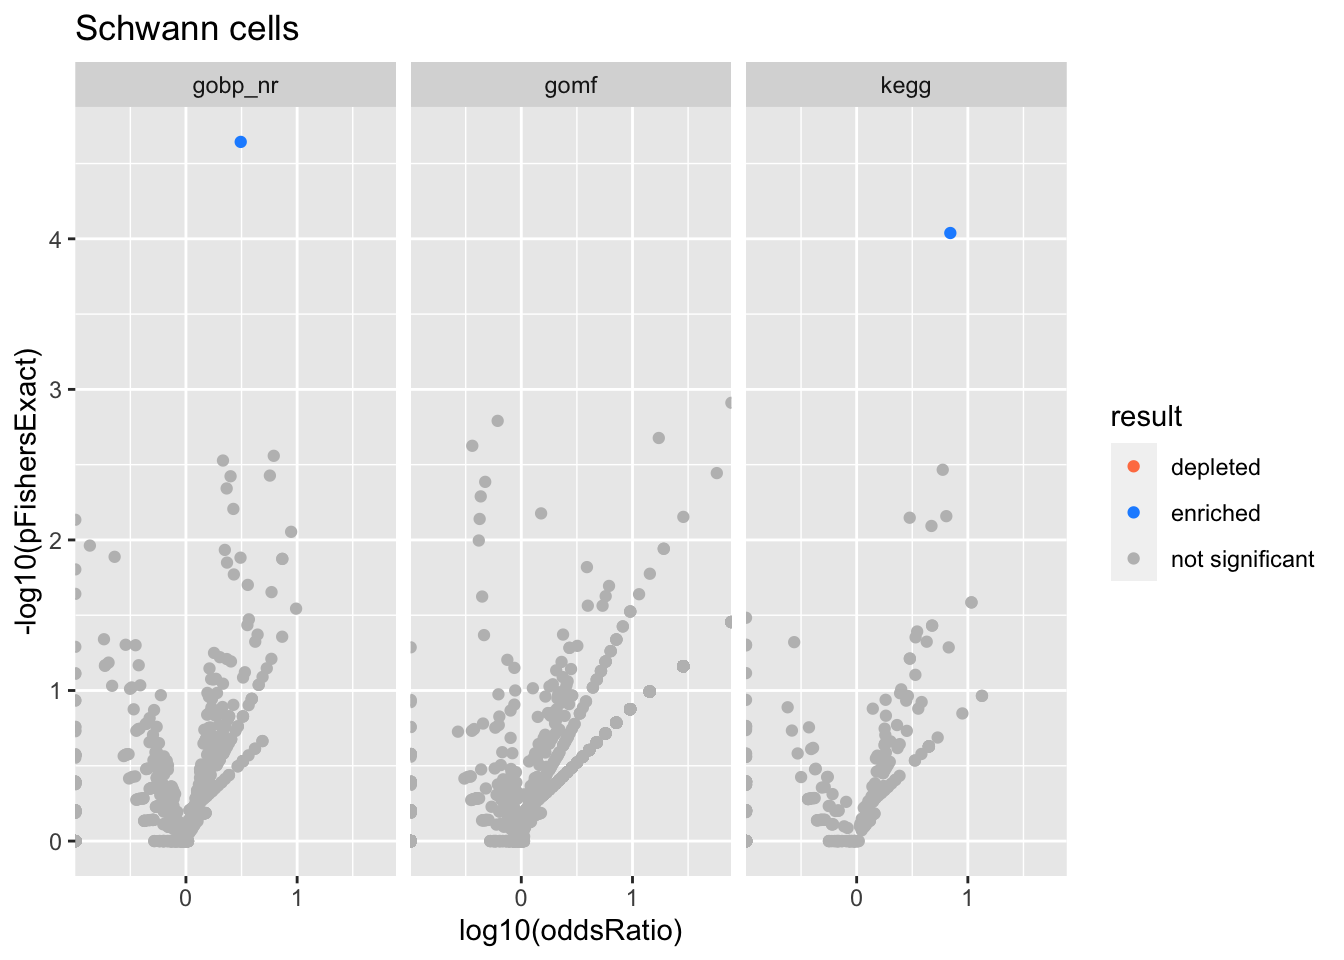 Schwann cells
gobp_nr gomf kegg
4
3
2
1
0
-log10(pFishersExact)
0 1 0 1 0 1
log10(oddsRatio)
result
depleted
enriched
not significant